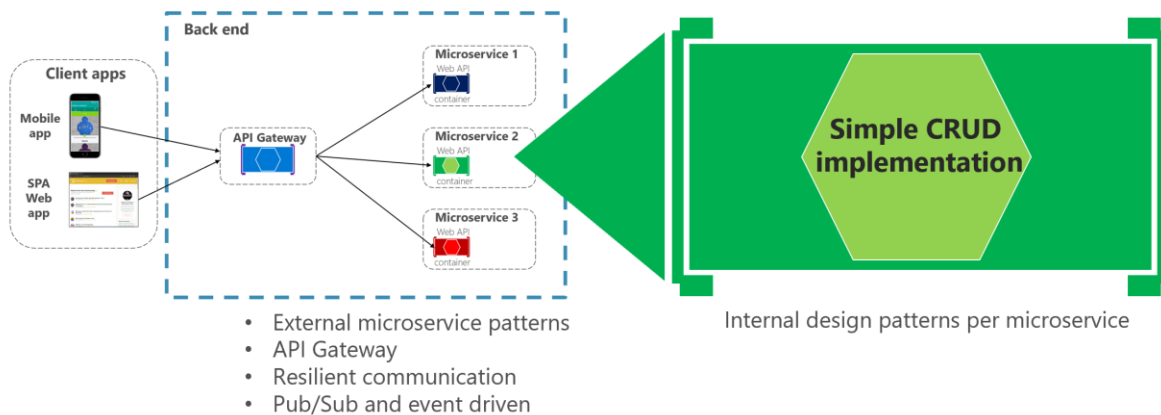 Back end
Client apps
Mobile
app
SPA
Web
app
API Gateway
Microservice 1
Web API
container
Microservice 2
Web API
container
Microservice 3
Web API
container
Simple CRUD
implementation
• External microservice patterns
• API Gateway
• Resilient communication
• Pub/Sub and event driven
Internal design patterns per microservice